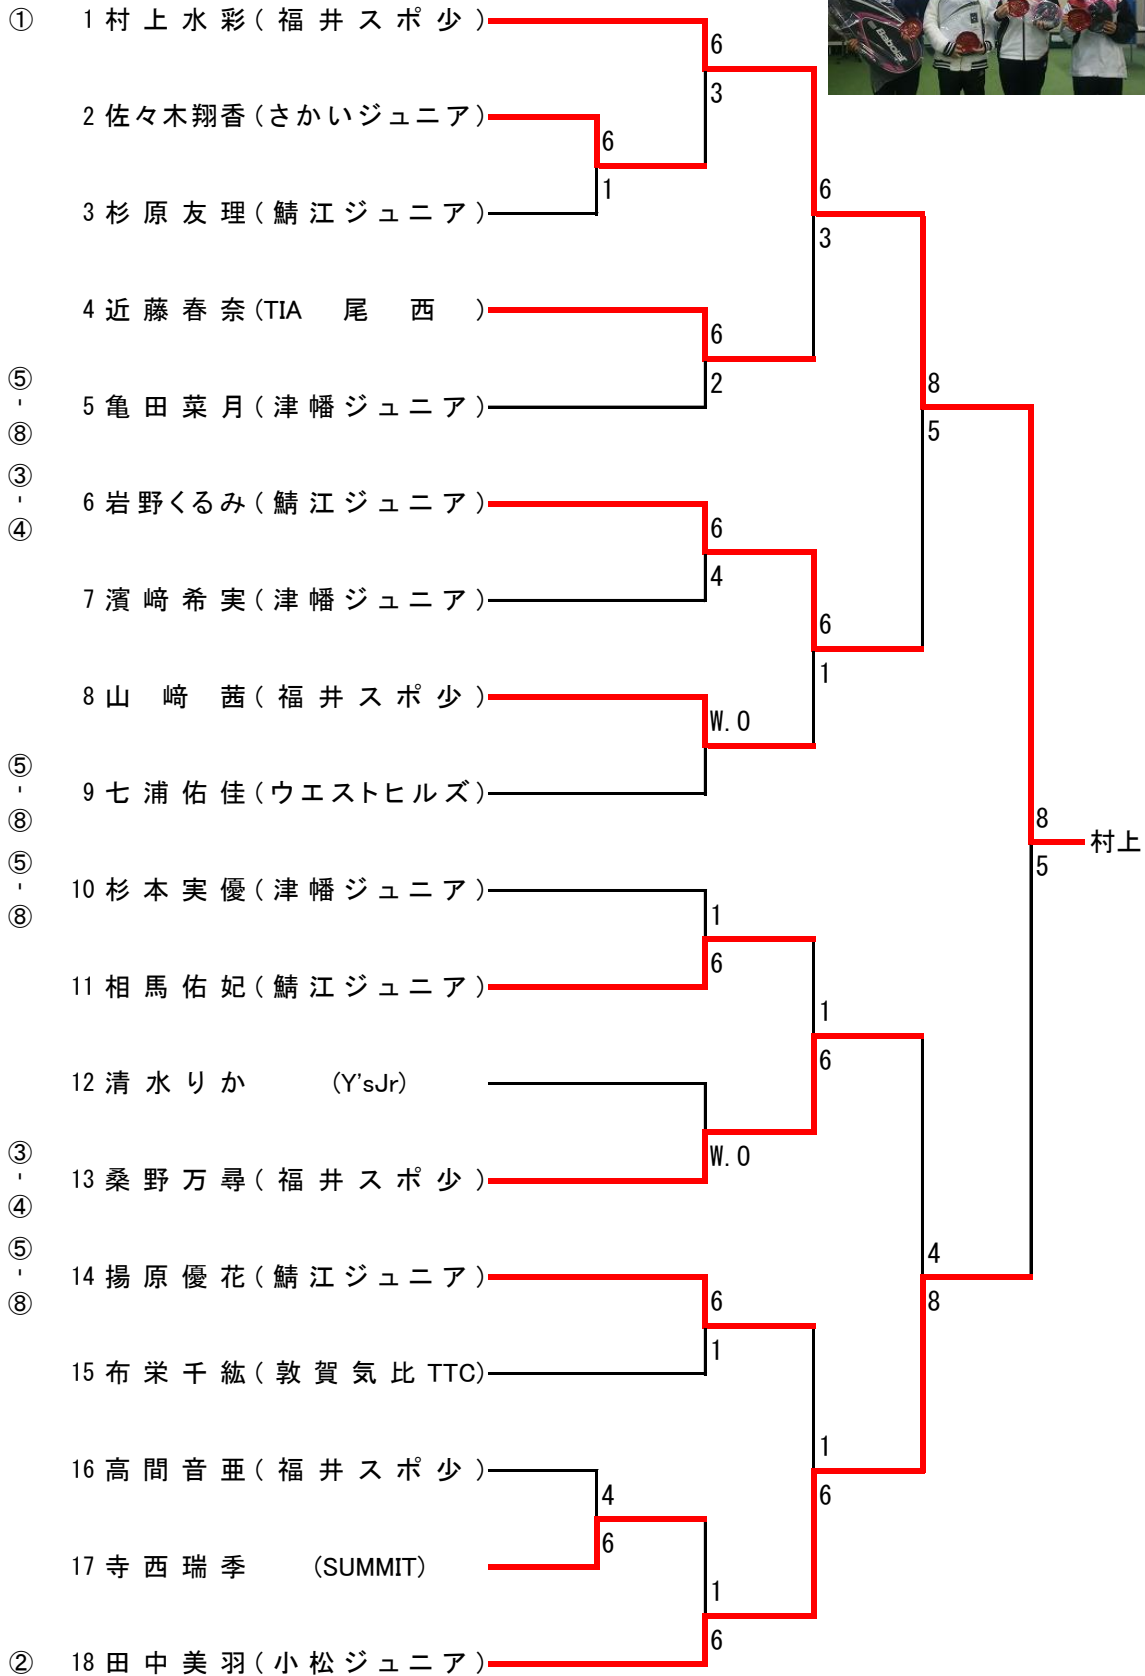 ① 1 村上水彩(福井スポ少)
6
3
2 佐々木翔香(さかいジュニア)
6
1
3 杉原友理(鯖江ジュニア)
6
3
4 近藤春奈(TIA 尾西)
6
2
⑤-⑧ 5 亀田菜月(津幡ジュニア)
8
5
③-④ 6 岩野くるみ(鯖江ジュニア)
6
4
7 濱﨑希実(津幡ジュニア)
6
1
8 山﨑茜(福井スポ少)
W.O
⑤-⑧ 9 七浦佑佳(ウエストヒルズ)
8
村上
5
⑤-⑧ 10 杉本実優(津幡ジュニア)
1
6
11 相馬佑妃(鯖江ジュニア)
1
6
12 清水りか (Y'sJr)
W.O
③-④ 13 桑野万尋(福井スポ少)
4
8
⑤-⑧ 14 揚原優花(鯖江ジュニア)
6
1
15 布栄千紘(敦賀気比TTC)
1
6
16 高間音亜(福井スポ少)
4
6
17 寺西瑞季 (SUMMIT)
1
6
② 18 田中美羽(小松ジュニア)
Babolat